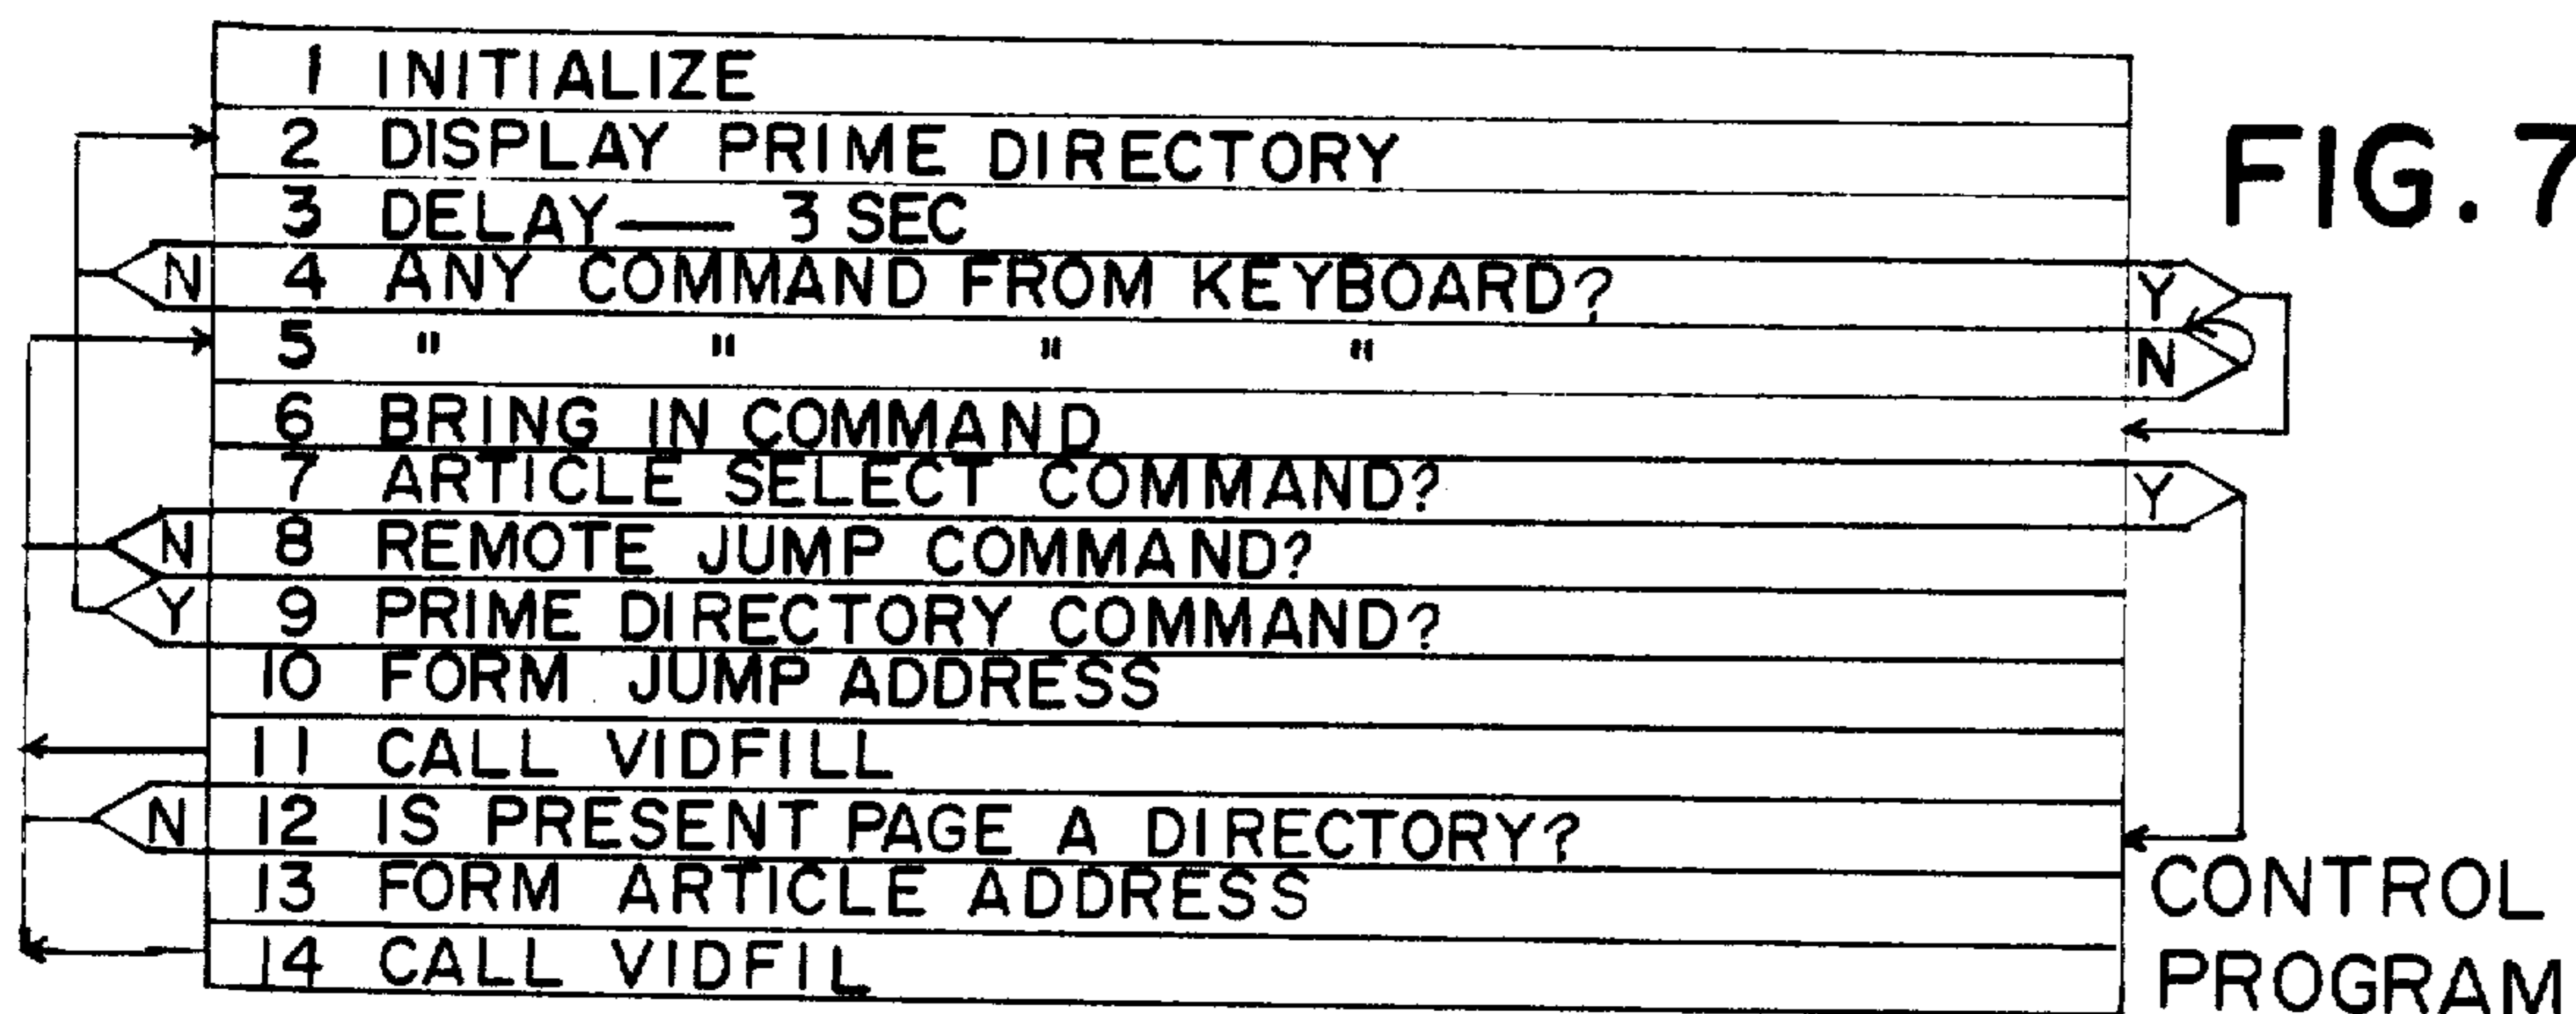 1 INITIALIZE
2 DISPLAY PRIME DIRECTORY
FIG. 7
3 DELAY — 3 SEC
N 4 ANY COMMAND FROM KEYBOARD? Y
5 " " " " N
6 BRING IN COMMAND
7 ARTICLE SELECT COMMAND? Y
N 8 REMOTE JUMP COMMAND?
Y 9 PRIME DIRECTORY COMMAND?
10 FORM JUMP ADDRESS
11 CALL VIDFILL
N 12 IS PRESENT PAGE A DIRECTORY?
13 FORM ARTICLE ADDRESS
14 CALL VIDFIL
CONTROL
PROGRAM